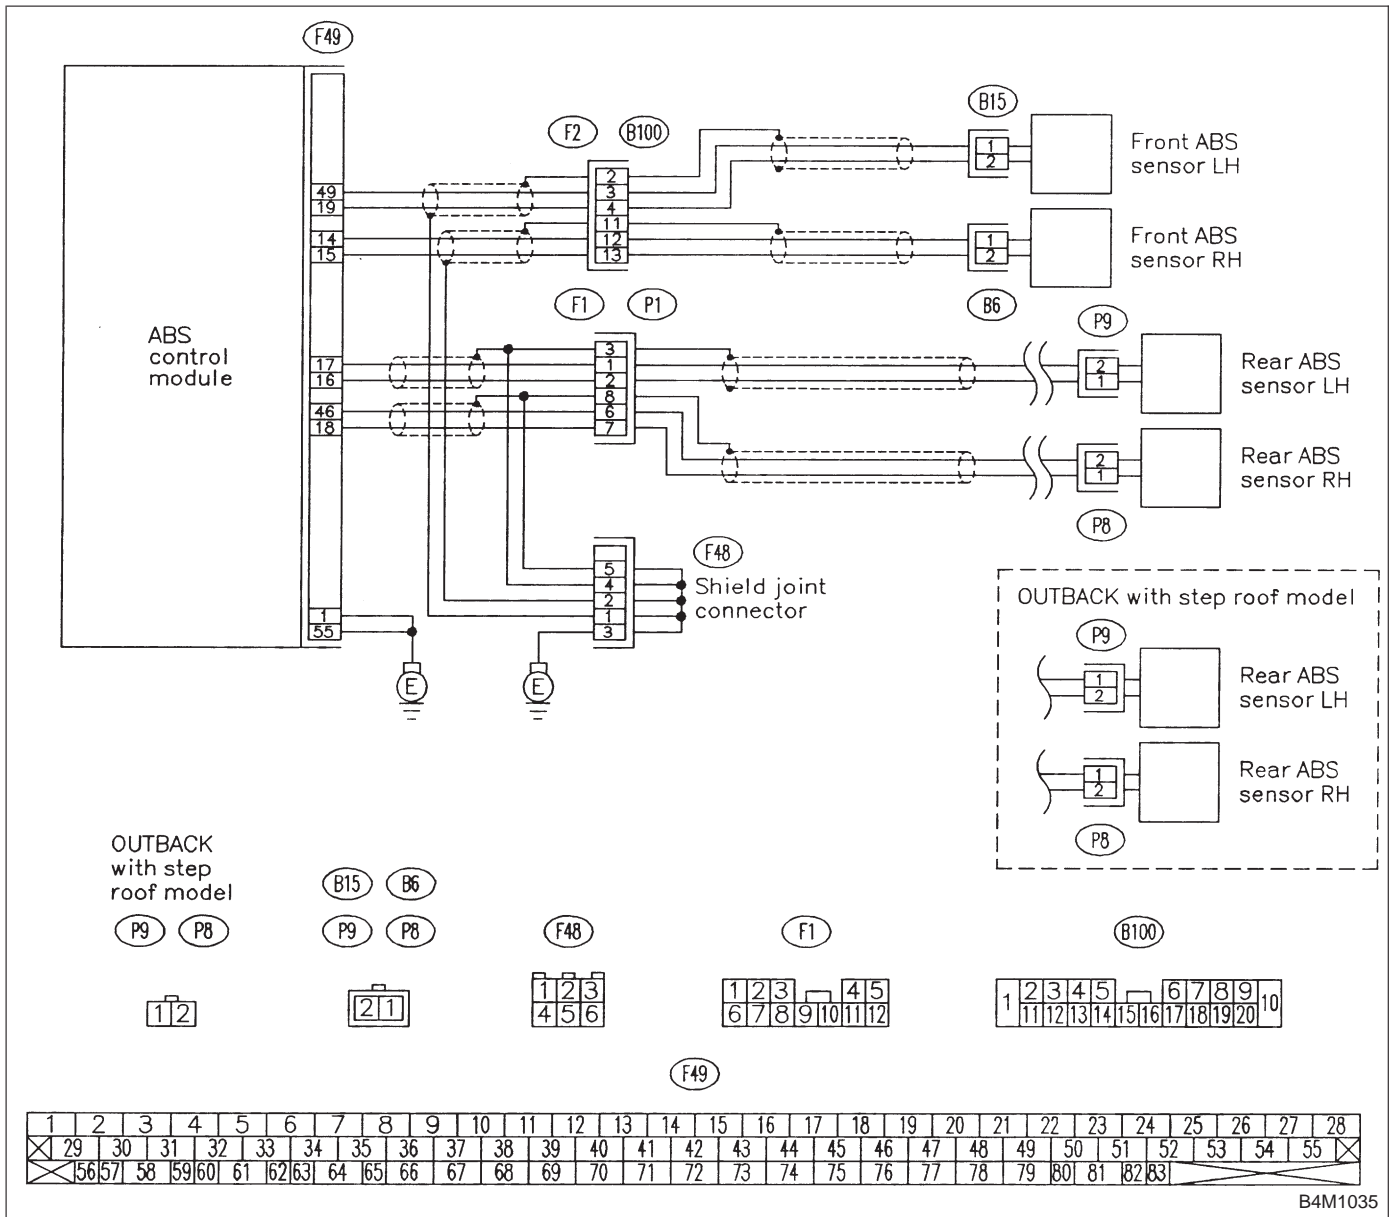 F49
B15
F2 B100
1
2
Front ABS
sensor LH
2
49 3
19 4
11
14 12
15 13
1
2
Front ABS
sensor RH
F1 P1
B6
P9
ABS
control
module
3
17 1
16 2
8
46 6
18 7
2
1
Rear ABS
sensor LH
2
1
Rear ABS
sensor RH
P8
F48
5
4
2
1
3
Shield joint
connector
1
55
E E
OUTBACK with step roof model
P9
1
2
Rear ABS
sensor LH
1
2
Rear ABS
sensor RH
P8
OUTBACK
with step
roof model
B15 B6
P9 P8
P9 P8
F48
F1
B100
1 2
2 1
1 2 3
4 5 6
1 2 3 4 5
6 7 8 9 10 11 12
1 2 3 4 5 6 7 8 9 10
11 12 13 14 15 16 17 18 19 20
F49
1 2 3 4 5 6 7 8 9 10 11 12 13 14 15 16 17 18 19 20 21 22 23 24 25 26 27 28
29 30 31 32 33 34 35 36 37 38 39 40 41 42 43 44 45 46 47 48 49 50 51 52 53 54 55
56 57 58 59 60 61 62 63 64 65 66 67 68 69 70 71 72 73 74 75 76 77 78 79 80 81 82 83
B4M1035